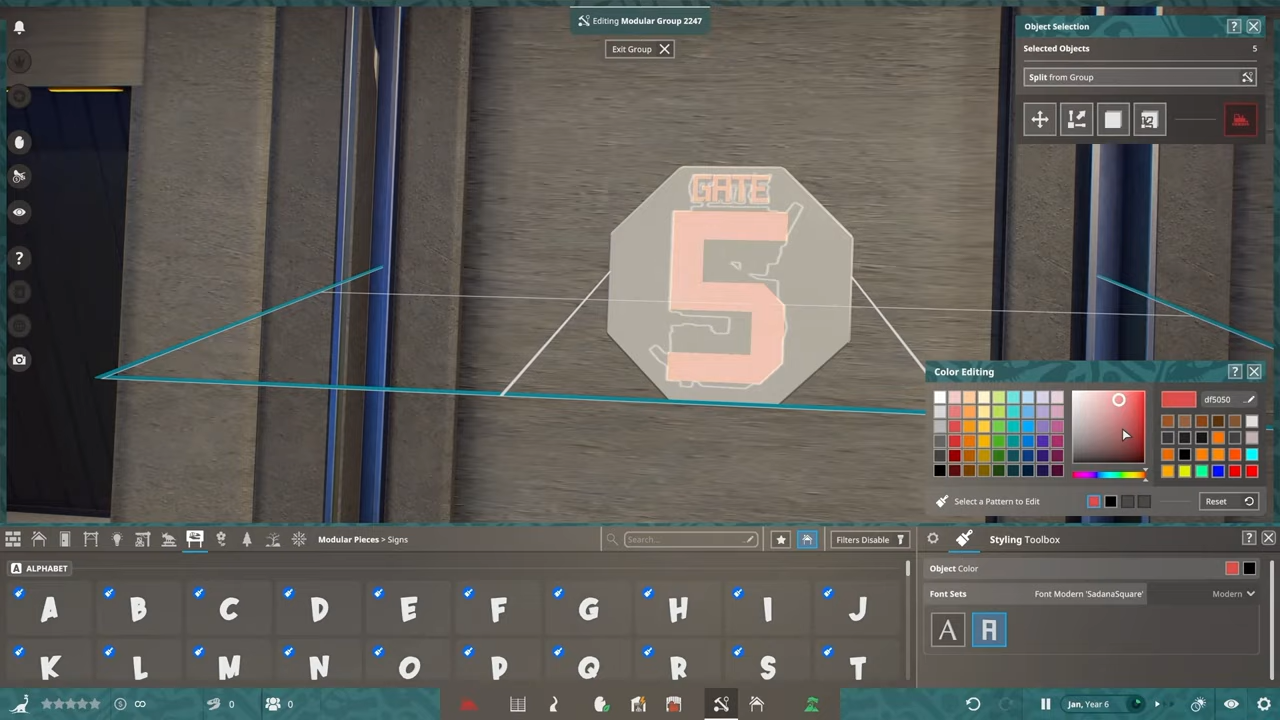 Editing Modular Group 2247
Exit Group
Object Selection
?
Selected Objects 5
Split from Group
12
GATE
5
Color Editing
?
df5050
Select a Pattern to Edit
Reset
?
Modular Pieces > Signs
Search...
Filters Disable
Styling Toolbox
?
A ALPHABET
A B C D E F G H I J
K L M N O P Q R S T
Object Color
Font Sets
Font Modern 'SadanaSquare'
Modern
A A
$ ∞
0
0
Jan, Year 6